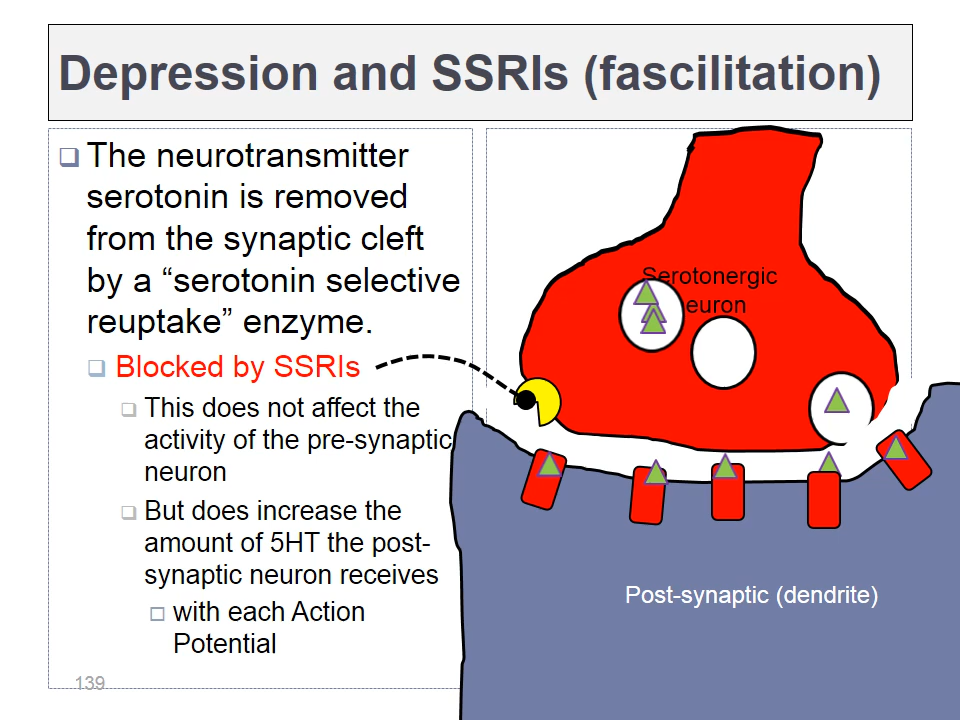 Depression and SSRIs (fascilitation)
The neurotransmitter
serotonin is removed
from the synaptic cleft
by a “serotonin selective
reuptake” enzyme.
Blocked by SSRIs
This does not affect the
activity of the pre-synaptic
neuron
But does increase the
amount of 5HT the post-
synaptic neuron receives
with each Action
Potential
139
Serotonergic
euron
Post-synaptic (dendrite)